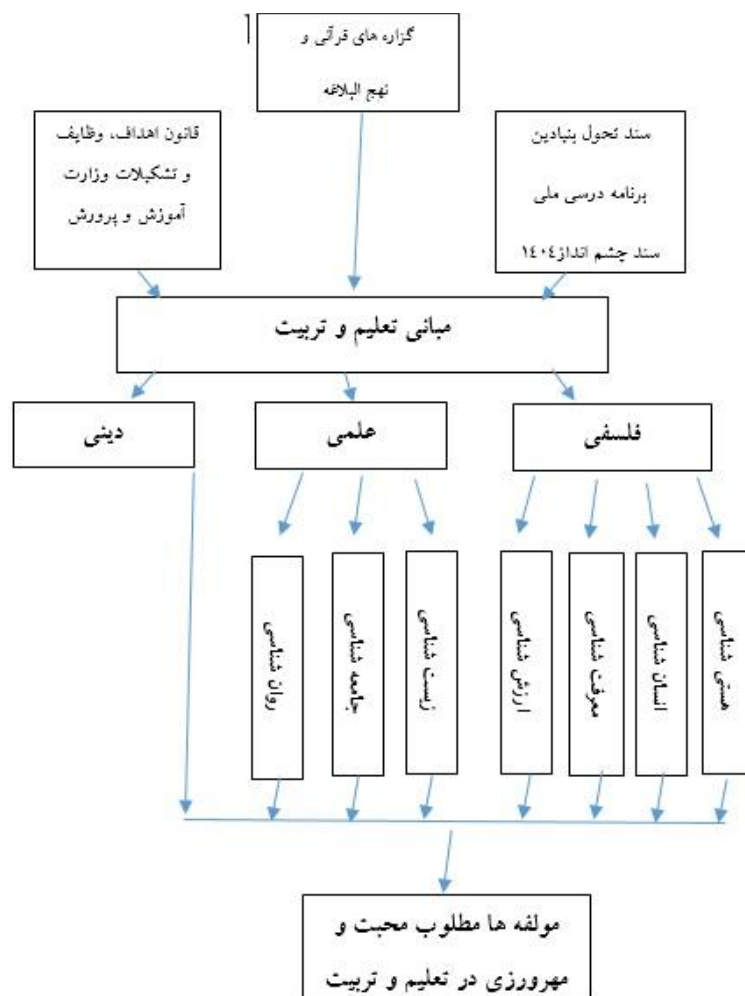 گزاره های قرآنی و
نهج البلاغه
سند تحول بنیادین
برنامه درسی ملی
سند چشم انداز۱٤۰٤
قانون اهداف، وظایف
و تشکیلات وزارت
آموزش و پرورش
مبانی تعلیم و تربیت
فلسفی
علمی
دینی
هستی شناسی
انسان شناسی
معرفت شناسی
ارزش شناسی
زیست شناسی
جامعه شناسی
روان شناسی
مولفه ها مطلوب محبت و
مهرورزی در تعلیم و تربیت